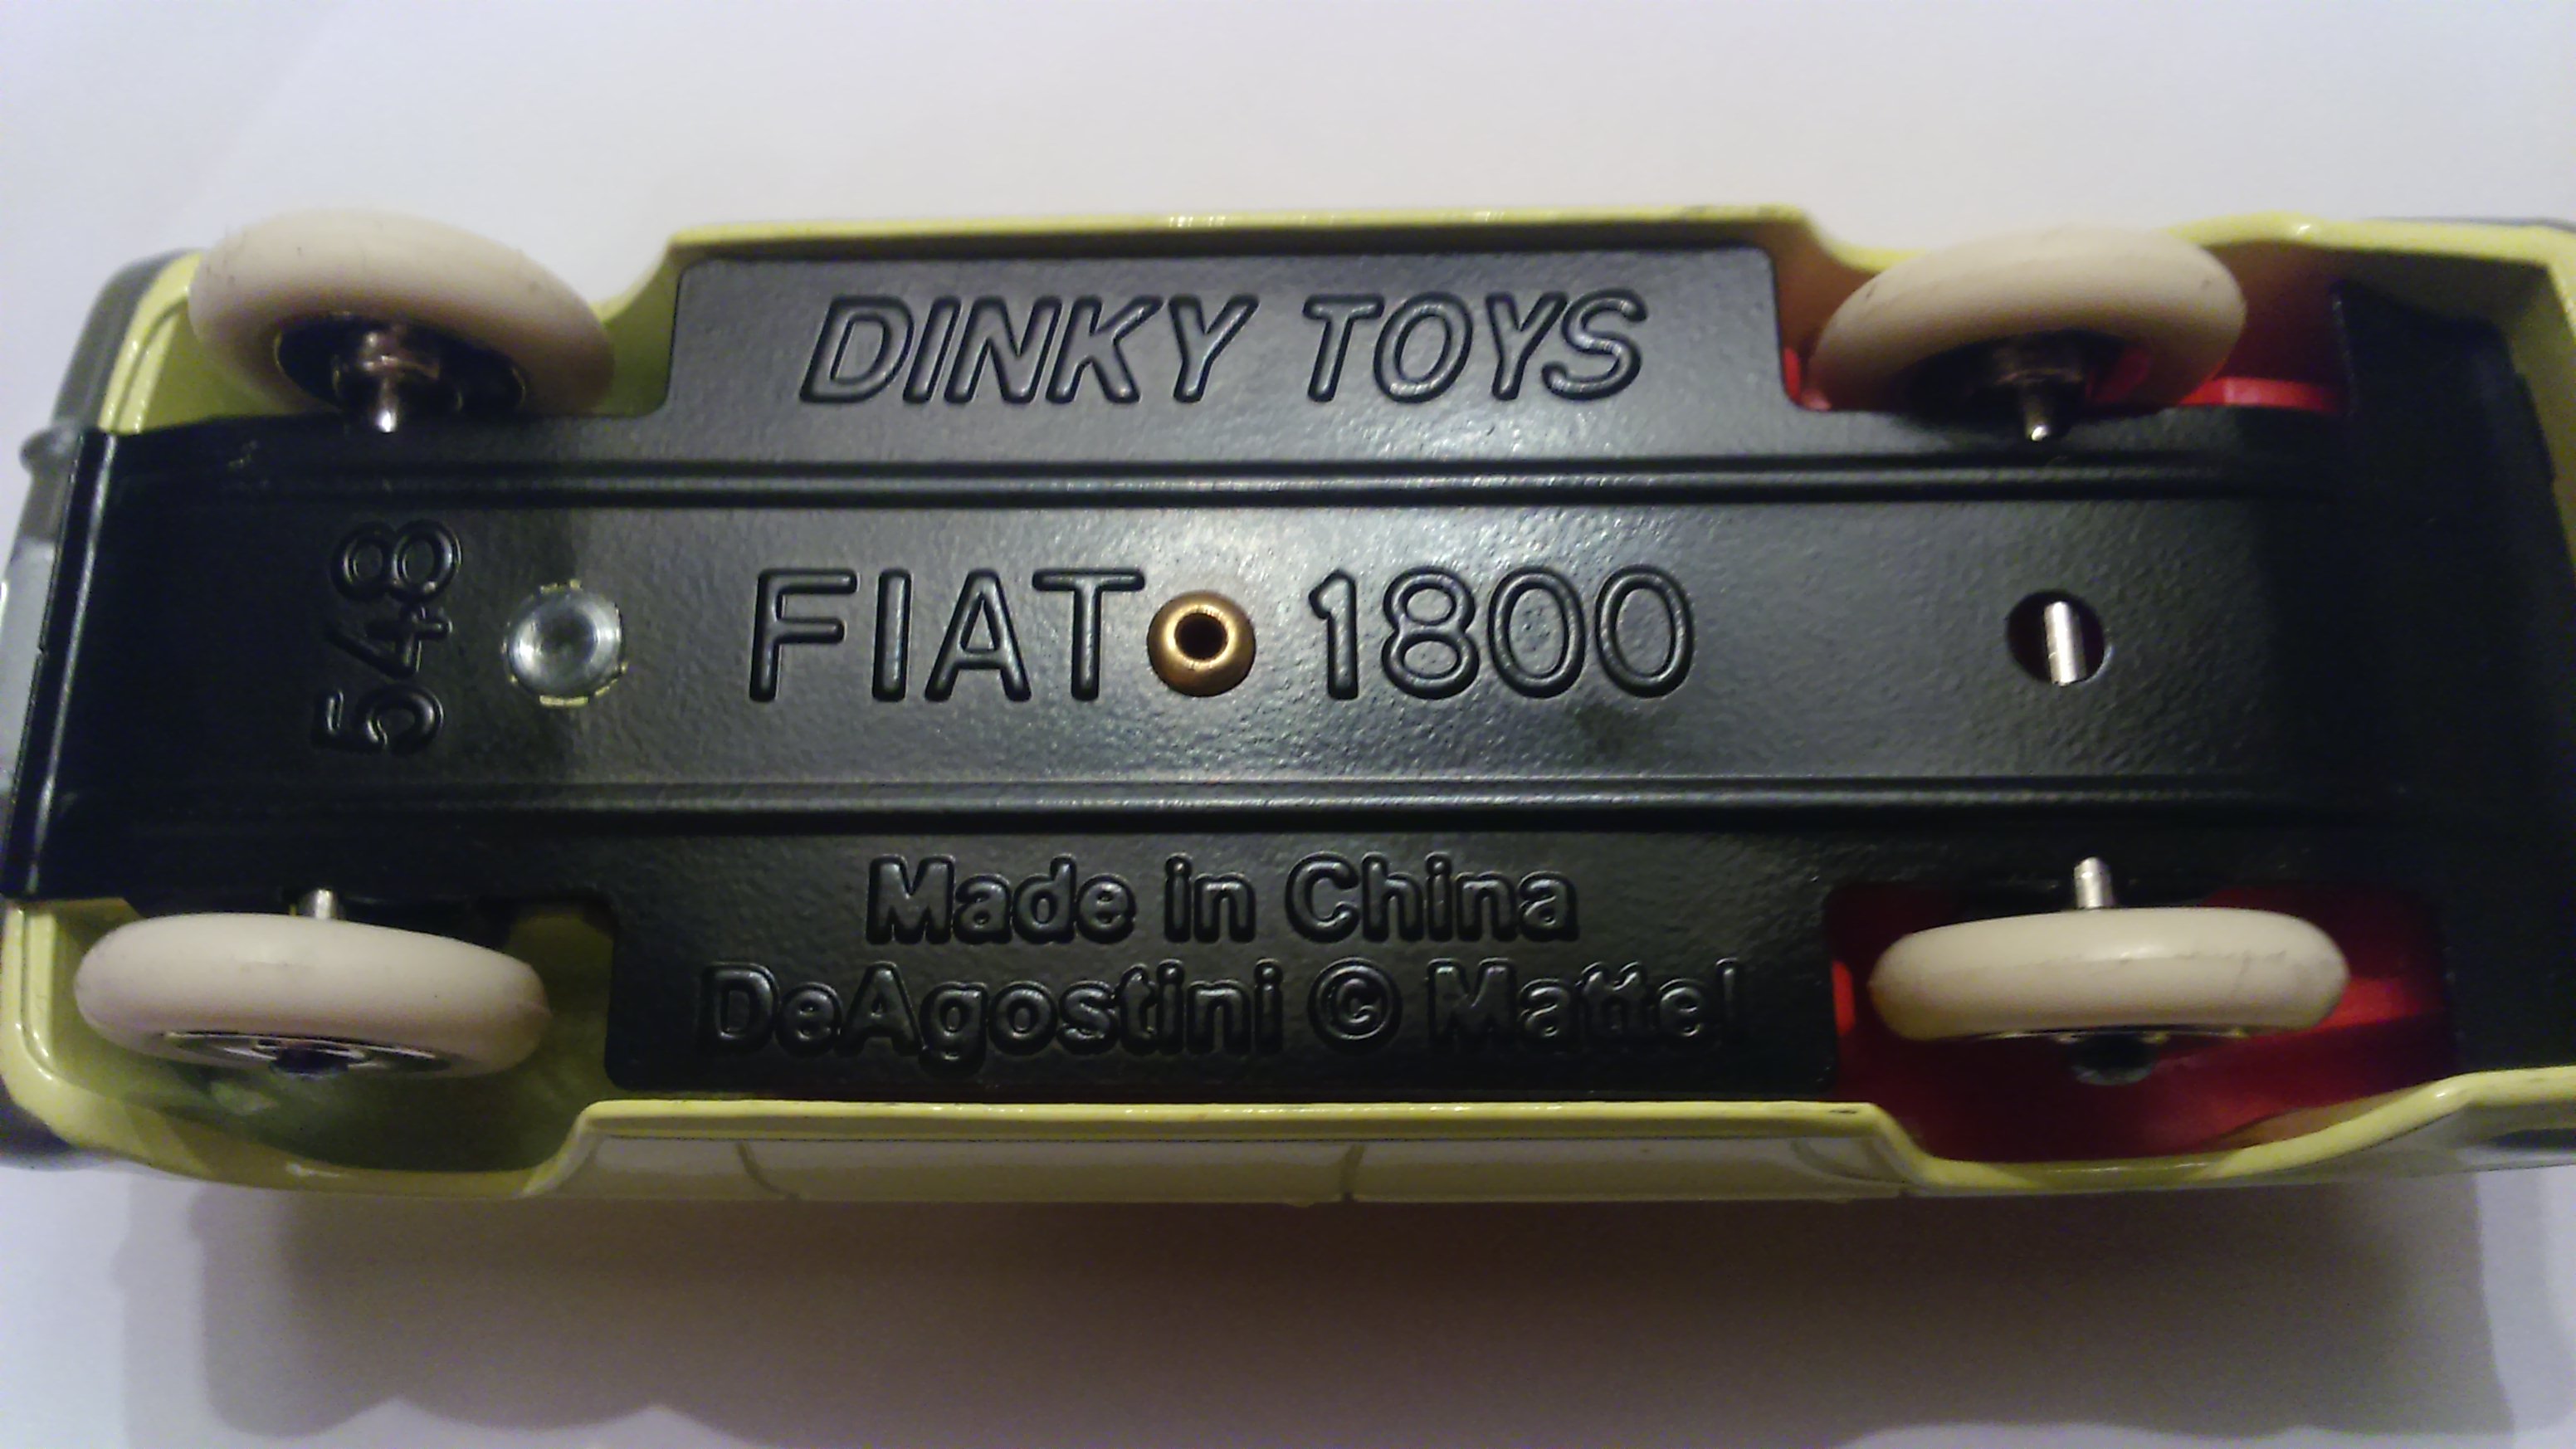 DINKY TOYS
548
FIAT 1800
Made in China
DeAgostini © Mattel